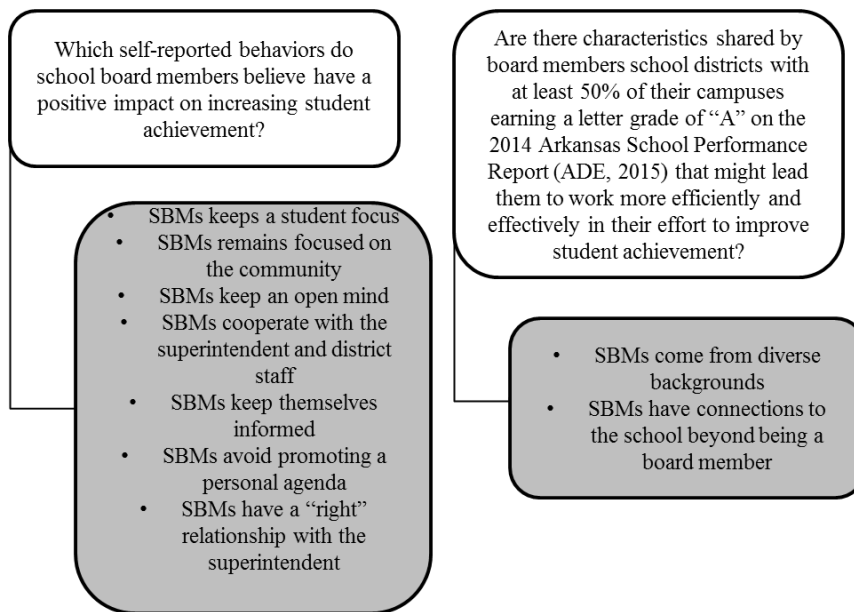 Which self-reported behaviors do
school board members believe have a
positive impact on increasing student
achievement?
• SBMs keeps a student focus
• SBMs remains focused on
the community
• SBMs keep an open mind
• SBMs cooperate with the
superintendent and district
staff
• SBMs keep themselves
informed
• SBMs avoid promoting a
personal agenda
• SBMs have a “right”
relationship with the
superintendent
Are there characteristics shared by
board members school districts with
at least 50% of their campuses
earning a letter grade of “A” on the
2014 Arkansas School Performance
Report (ADE, 2015) that might lead
them to work more efficiently and
effectively in their effort to improve
student achievement?
• SBMs come from diverse
backgrounds
• SBMs have connections to
the school beyond being a
board member